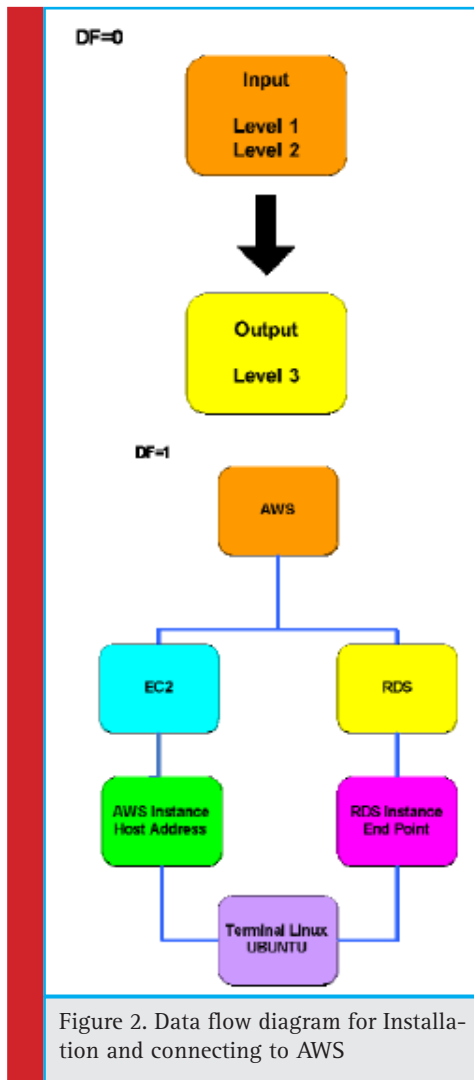 DF=0
Input
Level 1
Level 2
Output
Level 3
DF=1
AWS
EC2
RDS
AWS Instance
Host Address
RDS Instance
End Point
Terminal Linux
UBUNTU
Figure 2. Data flow diagram for Installa-
tion and connecting to AWS